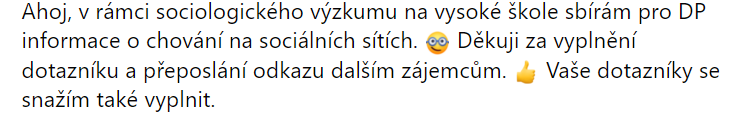 Ahoj, v rámci sociologického výzkumu na vysoké škole sbírám pro DP
informace o chování na sociálních sítích. 🤓 Děkuji za vyplnění
dotazníku a přeposlání odkazu dalším zájemcům. 👍 Vaše dotazníky se
snažím také vyplnit.